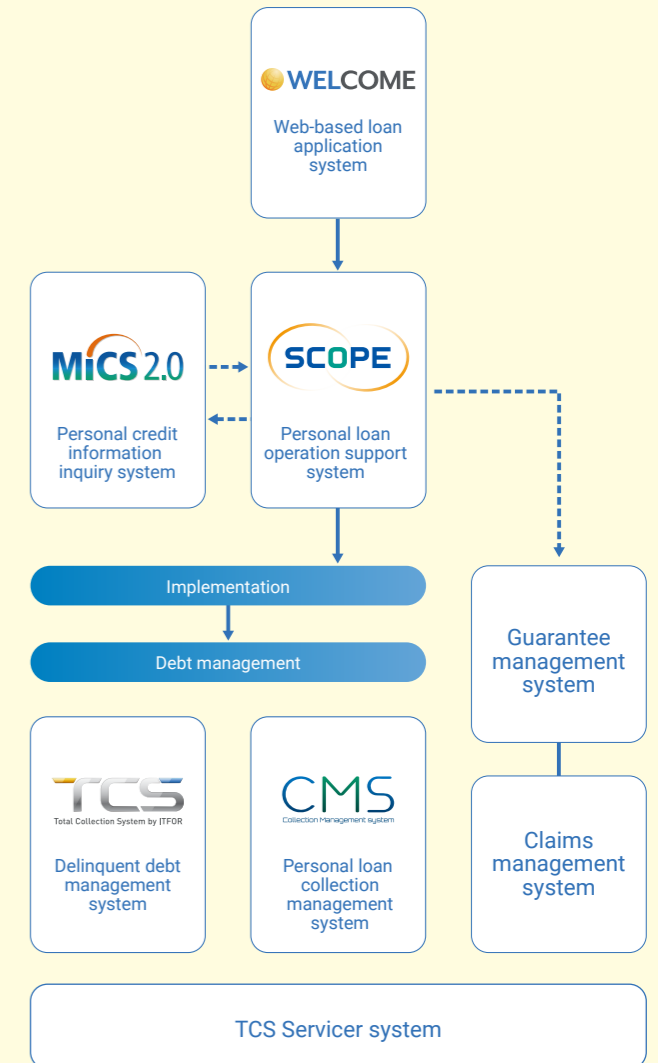 WELCOME
Web-based loan
application
system
MiCS 2.0
Personal credit
information
inquiry system
SCOPE
Personal loan
operation support
system
Implementation
Debt management
Guarantee
management
system
TCS
Total Collection System by ITFOR
Delinquent debt
management
system
CMS
Collection Management system
Personal loan
collection
management
system
Claims
management
system
TCS Servicer system